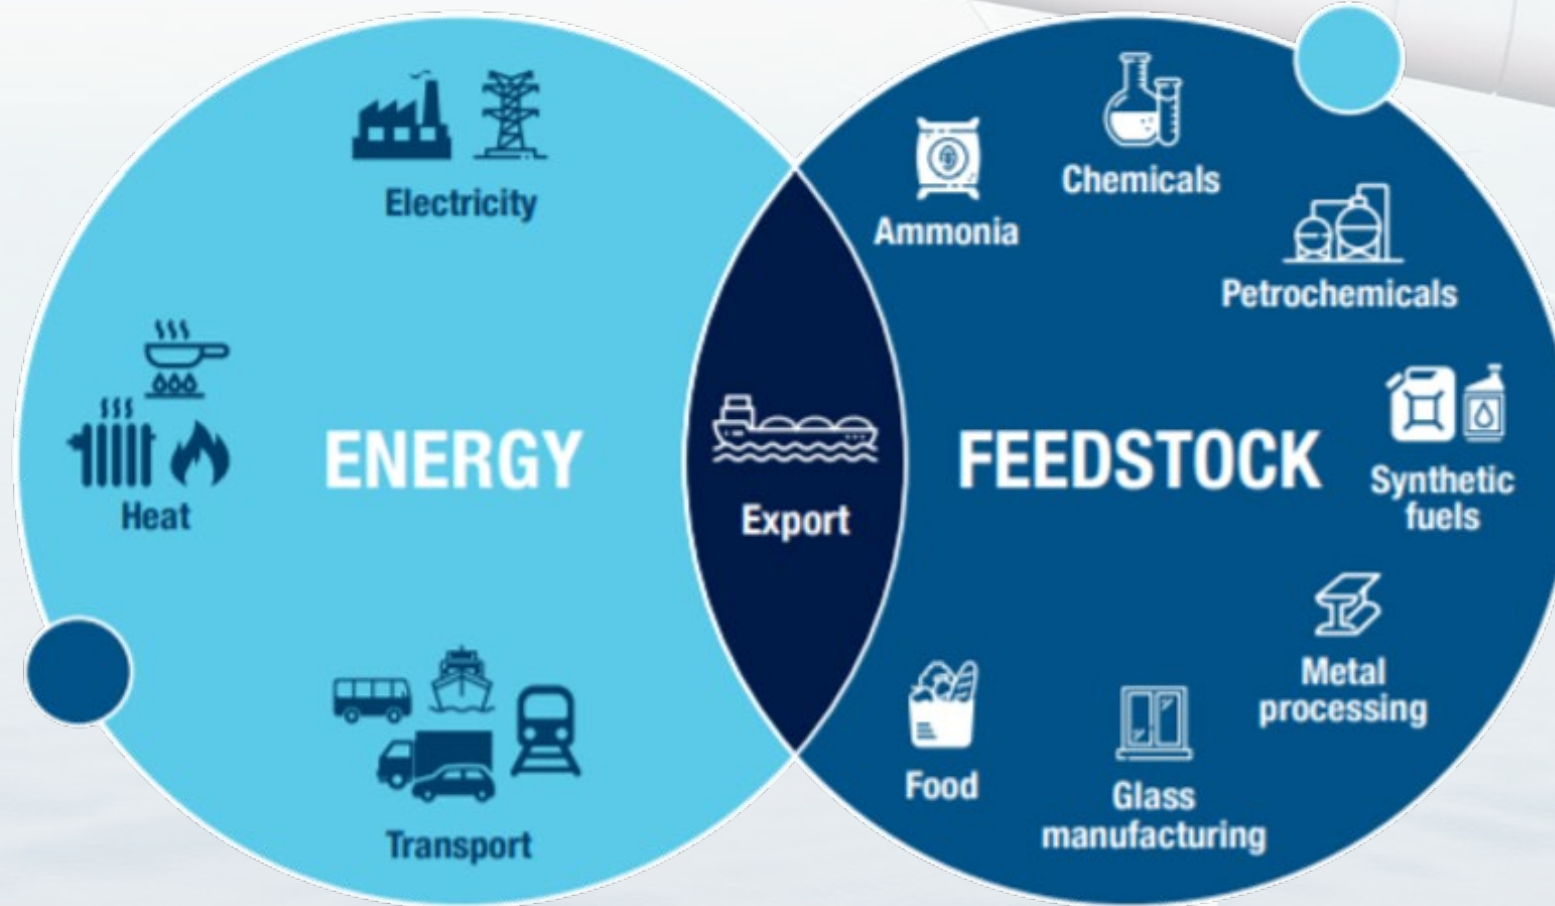 Electricity
Heat
ENERGY
Transport
Export
Ammonia
Chemicals
Petrochemicals
FEEDSTOCK
Synthetic
fuels
Metal
processing
Glass
manufacturing
Food